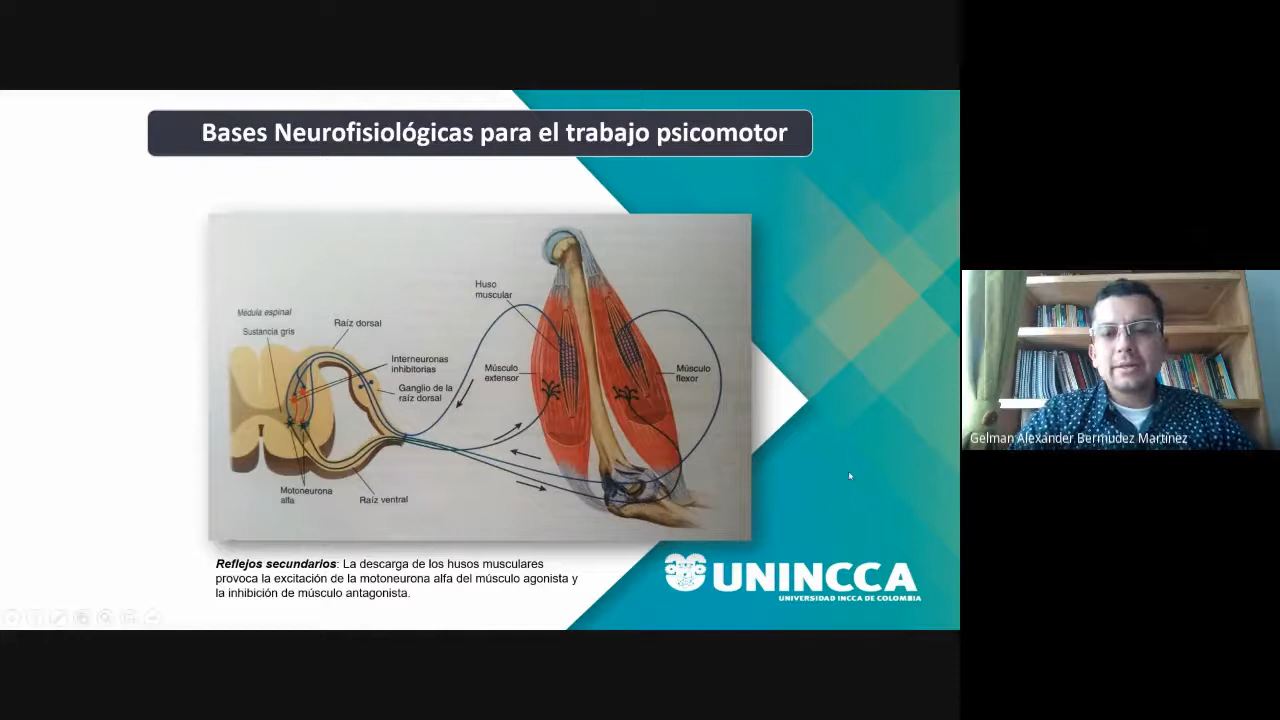 Bases Neurofisiológicas para el trabajo psicomotor
Huso
muscular
Médula espinal
Sustancia gris
Raíz dorsal
Interneuronas
inhibitorias
Ganglio de la
raíz dorsal
Músculo
extensor
Músculo
flexor
Motoneurona
alfa
Raíz ventral
Reflejos secundarios: La descarga de los husos musculares
provoca la excitación de la motoneurona alfa del músculo agonista y
la inhibición de músculo antagonista.
UNINCCA
UNIVERSIDAD INCCA DE COLOMBIA
Gelman Alexander Bermudez Martinez